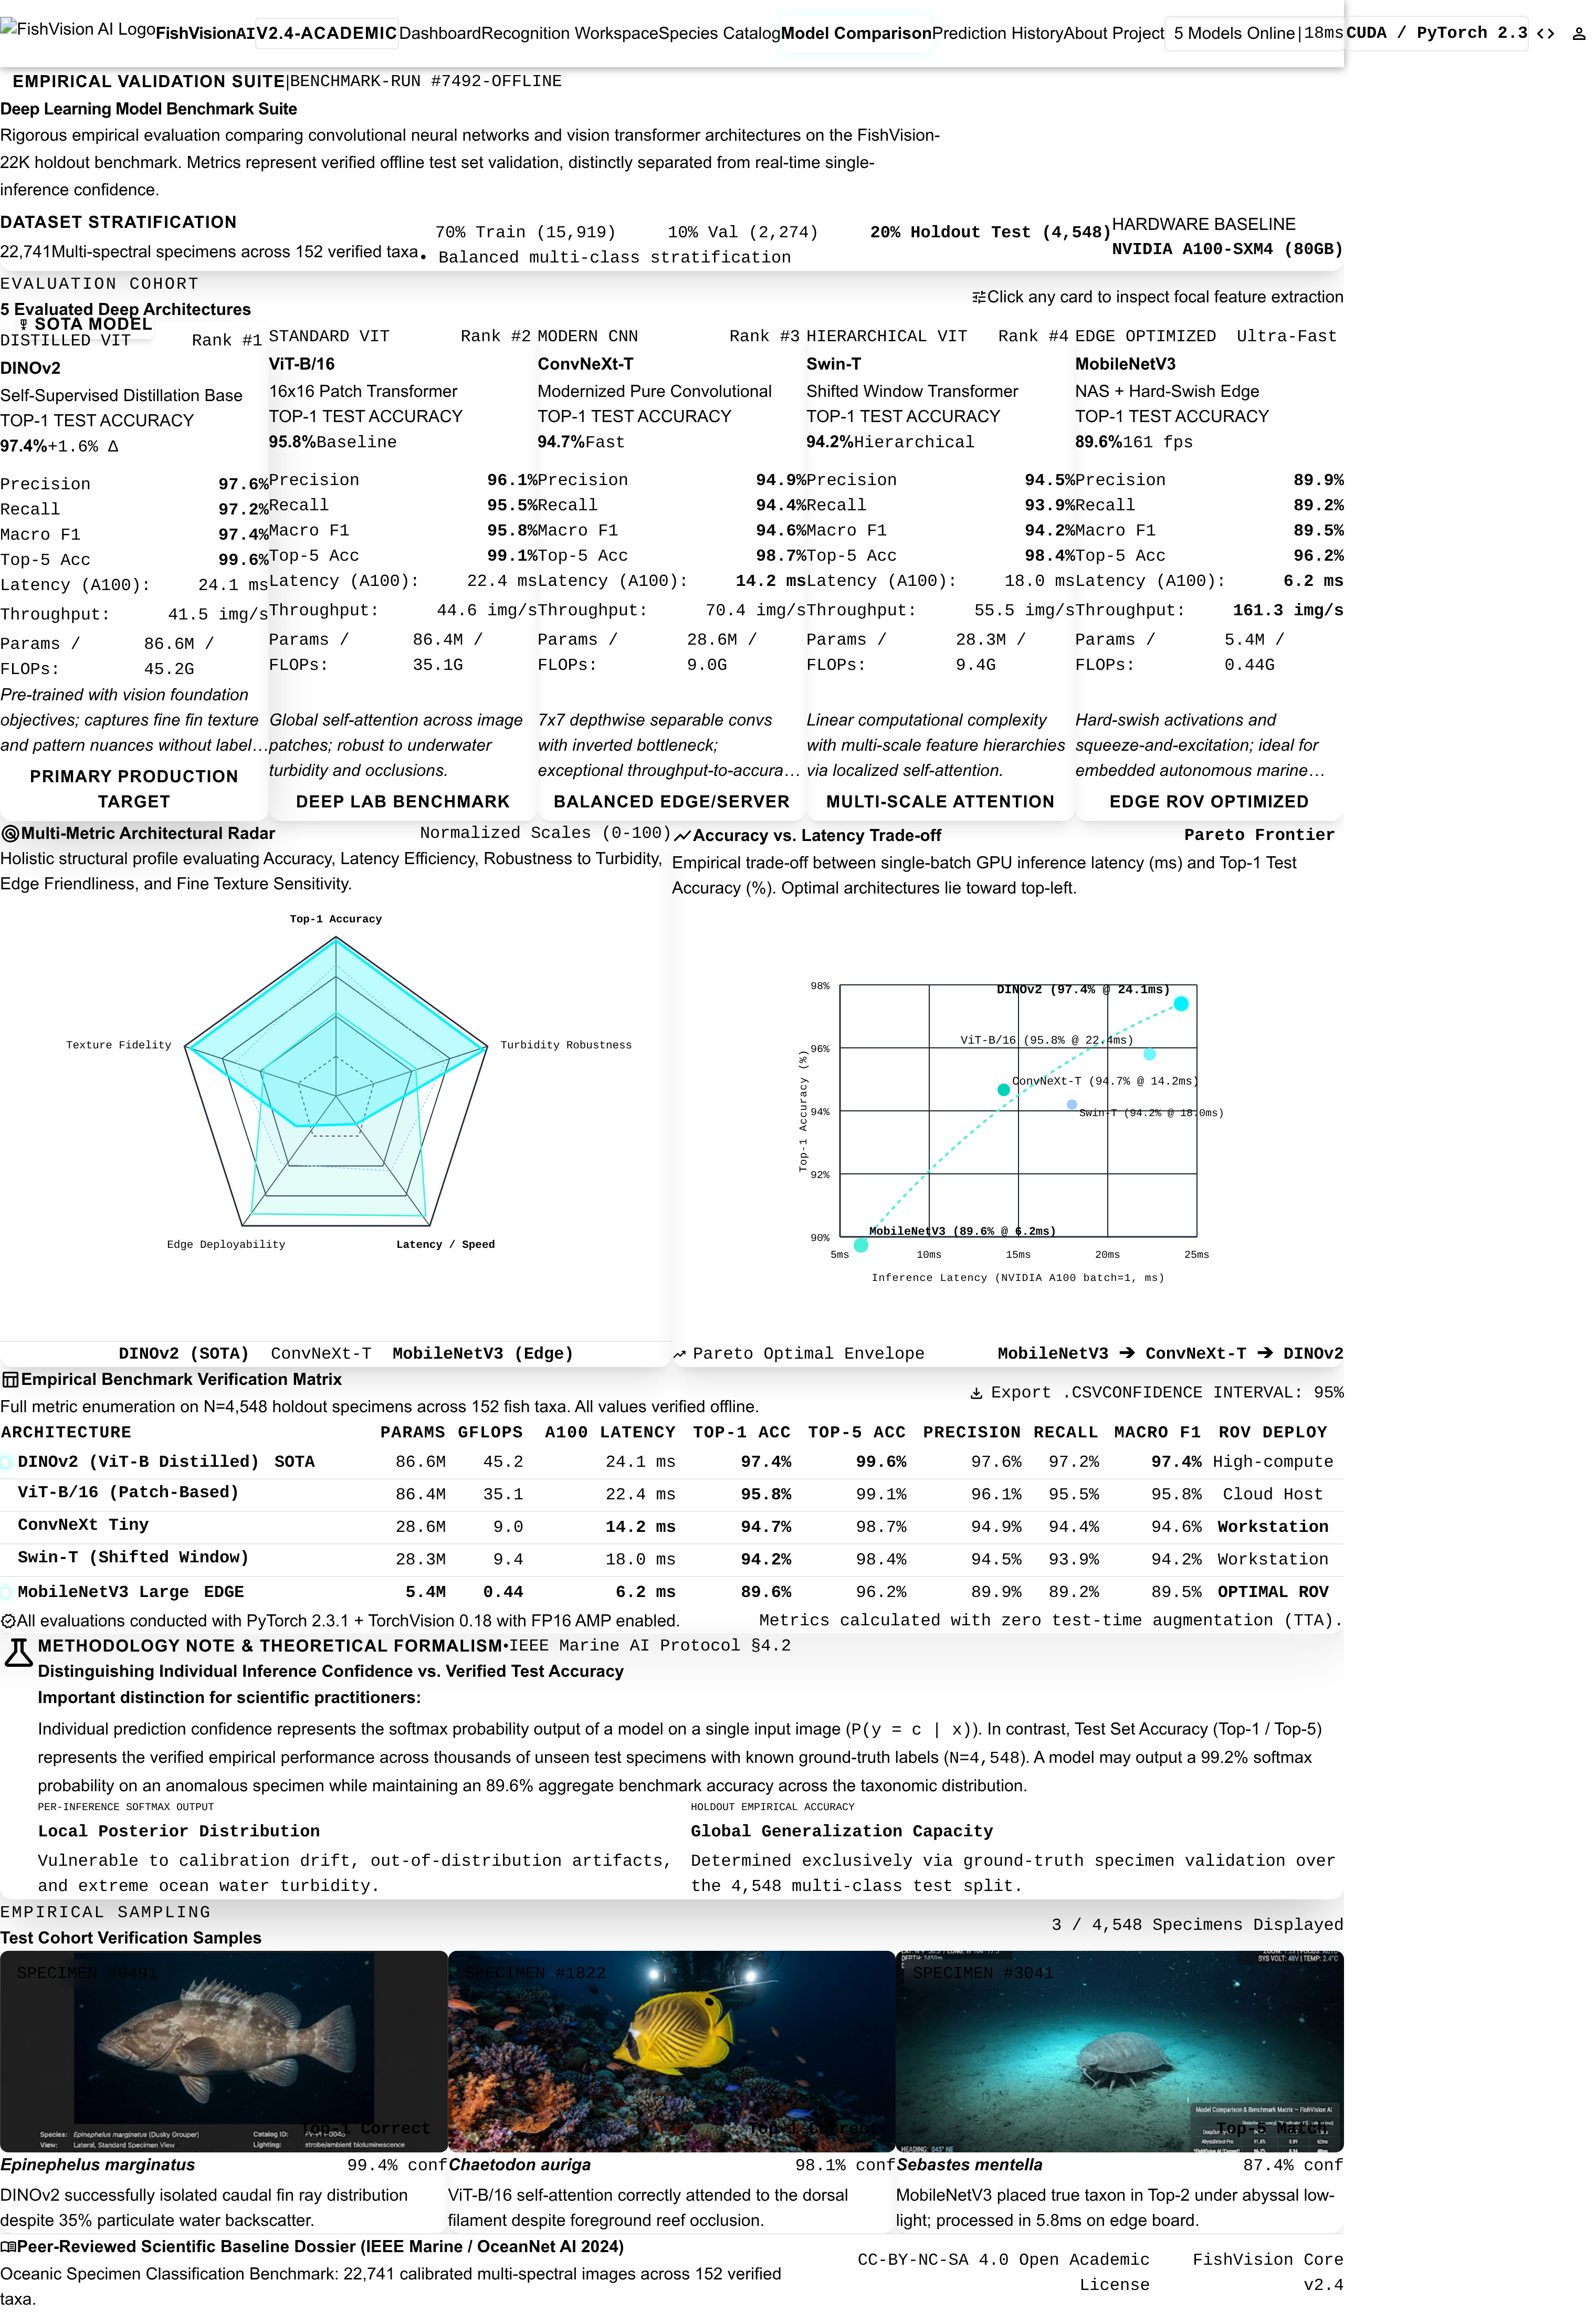 FishVision AI Logo FishVisionAI V2.4-ACADEMIC Dashboard Recognition Workspace Species Catalog Model Comparison Prediction History About Project 5 Models Online | 18ms CUDA / PyTorch 2.3
EMPIRICAL VALIDATION SUITE|BENCHMARK-RUN #7492-OFFLINE
Deep Learning Model Benchmark Suite
Rigorous empirical evaluation comparing convolutional neural networks and vision transformer architectures on the FishVision-
22K holdout benchmark. Metrics represent verified offline test set validation, distinctly separated from real-time single-
inference confidence.
DATASET STRATIFICATION
22,741Multi-spectral specimens across 152 verified taxa
70% Train (15,919) 10% Val (2,274) 20% Holdout Test (4,548)
• Balanced multi-class stratification
HARDWARE BASELINE
NVIDIA A100-SXM4 (80GB)
EVALUATION COHORT
5 Evaluated Deep Architectures
Click any card to inspect focal feature extraction
SOTA MODEL
DISTILLED VIT Rank #1
DINOv2
Self-Supervised Distillation Base
TOP-1 TEST ACCURACY
97.4%+1.6% Δ
Precision 97.6%
Recall 97.2%
Macro F1 97.4%
Top-5 Acc 99.6%
Latency (A100): 24.1 ms
Throughput: 41.5 img/s
Params / 86.6M /
FLOPs: 45.2G
Pre-trained with vision foundation
objectives; captures fine fin texture
and pattern nuances without label…
PRIMARY PRODUCTION
TARGET
STANDARD VIT Rank #2
ViT-B/16
16x16 Patch Transformer
TOP-1 TEST ACCURACY
95.8%Baseline
Precision 96.1%
Recall 95.5%
Macro F1 95.8%
Top-5 Acc 99.1%
Latency (A100): 22.4 ms
Throughput: 44.6 img/s
Params / 86.4M /
FLOPs: 35.1G
Global self-attention across image
patches; robust to underwater
turbidity and occlusions.
DEEP LAB BENCHMARK
MODERN CNN Rank #3
ConvNeXt-T
Modernized Pure Convolutional
TOP-1 TEST ACCURACY
94.7%Fast
Precision 94.9%
Recall 94.4%
Macro F1 94.6%
Top-5 Acc 98.7%
Latency (A100): 14.2 ms
Throughput: 70.4 img/s
Params / 28.6M /
FLOPs: 9.0G
7x7 depthwise separable convs
with inverted bottleneck;
exceptional throughput-to-accura…
BALANCED EDGE/SERVER
HIERARCHICAL VIT Rank #4
Swin-T
Shifted Window Transformer
TOP-1 TEST ACCURACY
94.2%Hierarchical
Precision 94.5%
Recall 93.9%
Macro F1 94.2%
Top-5 Acc 98.4%
Latency (A100): 18.0 ms
Throughput: 55.5 img/s
Params / 28.3M /
FLOPs: 9.4G
Linear computational complexity
with multi-scale feature hierarchies
via localized self-attention.
MULTI-SCALE ATTENTION
EDGE OPTIMIZED Ultra-Fast
MobileNetV3
NAS + Hard-Swish Edge
TOP-1 TEST ACCURACY
89.6%161 fps
Precision 89.9%
Recall 89.2%
Macro F1 89.5%
Top-5 Acc 96.2%
Latency (A100): 6.2 ms
Throughput: 161.3 img/s
Params / 5.4M /
FLOPs: 0.44G
Hard-swish activations and
squeeze-and-excitation; ideal for
embedded autonomous marine…
EDGE ROV OPTIMIZED
Multi-Metric Architectural Radar Normalized Scales (0-100)
Holistic structural profile evaluating Accuracy, Latency Efficiency, Robustness to Turbidity,
Edge Friendliness, and Fine Texture Sensitivity.
Top-1 Accuracy
Texture Fidelity
Turbidity Robustness
Edge Deployability
Latency / Speed
DINOv2 (SOTA) ConvNeXt-T MobileNetV3 (Edge)
Accuracy vs. Latency Trade-off Pareto Frontier
Empirical trade-off between single-batch GPU inference latency (ms) and Top-1 Test
Accuracy (%). Optimal architectures lie toward top-left.
Top-1 Accuracy (%)
98%
96%
94%
92%
90%
DINOv2 (97.4% @ 24.1ms)
ViT-B/16 (95.8% @ 22.4ms)
ConvNeXt-T (94.7% @ 14.2ms)
Swin-T (94.2% @ 18.0ms)
MobileNetV3 (89.6% @ 6.2ms)
5ms 10ms 15ms 20ms 25ms
Inference Latency (NVIDIA A100 batch=1, ms)
Pareto Optimal Envelope MobileNetV3 ➔ ConvNeXt-T ➔ DINOv2
Empirical Benchmark Verification Matrix
Full metric enumeration on N=4,548 holdout specimens across 152 fish taxa. All values verified offline.
Export .CSV CONFIDENCE INTERVAL: 95%
ARCHITECTURE PARAMS GFLOPS A100 LATENCY TOP-1 ACC TOP-5 ACC PRECISION RECALL MACRO F1 ROV DEPLOY
DINOv2 (ViT-B Distilled) SOTA 86.6M 45.2 24.1 ms 97.4% 99.6% 97.6% 97.2% 97.4% High-compute
ViT-B/16 (Patch-Based) 86.4M 35.1 22.4 ms 95.8% 99.1% 96.1% 95.5% 95.8% Cloud Host
ConvNeXt Tiny 28.6M 9.0 14.2 ms 94.7% 98.7% 94.9% 94.4% 94.6% Workstation
Swin-T (Shifted Window) 28.3M 9.4 18.0 ms 94.2% 98.4% 94.5% 93.9% 94.2% Workstation
MobileNetV3 Large EDGE 5.4M 0.44 6.2 ms 89.6% 96.2% 89.9% 89.2% 89.5% OPTIMAL ROV
All evaluations conducted with PyTorch 2.3.1 + TorchVision 0.18 with FP16 AMP enabled. Metrics calculated with zero test-time augmentation (TTA).
METHODOLOGY NOTE & THEORETICAL FORMALISM•IEEE Marine AI Protocol §4.2
Distinguishing Individual Inference Confidence vs. Verified Test Accuracy
Important distinction for scientific practitioners:
Individual prediction confidence represents the softmax probability output of a model on a single input image (P(y = c | x)). In contrast, Test Set Accuracy (Top-1 / Top-5)
represents the verified empirical performance across thousands of unseen test specimens with known ground-truth labels (N=4,548). A model may output a 99.2% softmax
probability on an anomalous specimen while maintaining an 89.6% aggregate benchmark accuracy across the taxonomic distribution.
PER-INFERENCE SOFTMAX OUTPUT
Local Posterior Distribution
Vulnerable to calibration drift, out-of-distribution artifacts,
and extreme ocean water turbidity.
HOLDOUT EMPIRICAL ACCURACY
Global Generalization Capacity
Determined exclusively via ground-truth specimen validation over
the 4,548 multi-class test split.
EMPIRICAL SAMPLING
Test Cohort Verification Samples
3 / 4,548 Specimens Displayed
SPECIMEN #0491
Top-1 Correct
Species: Epinephelus marginatus (Dusky Grouper) Catalog ID:
View: Lateral, Standard Specimen View Lighting: strobe/ambient bioluminescence
Epinephelus marginatus 99.4% conf
DINOv2 successfully isolated caudal fin ray distribution
despite 35% particulate water backscatter.
SPECIMEN #1822
Top-1 Correct
Chaetodon auriga 98.1% conf
ViT-B/16 self-attention correctly attended to the dorsal
filament despite foreground reef occlusion.
SPECIMEN #3041
SYS VOLT: 48V | TEMP: 2.4°C
Model Comparison & Benchmark Matrix — FishVision AI
Top-5 Match
HEADING: 045° NE
Sebastes mentella 87.4% conf
MobileNetV3 placed true taxon in Top-2 under abyssal low-
light; processed in 5.8ms on edge board.
Peer-Reviewed Scientific Baseline Dossier (IEEE Marine / OceanNet AI 2024)
Oceanic Specimen Classification Benchmark: 22,741 calibrated multi-spectral images across 152 verified
taxa.
CC-BY-NC-SA 4.0 Open Academic
License
FishVision Core
v2.4